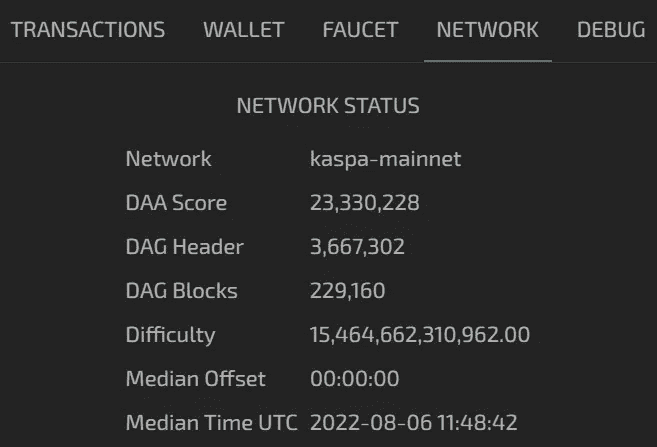 TRANSACTIONS WALLET FAUCET NETWORK DEBUG
NETWORK STATUS
Network kaspa-mainnet
DAA Score 23,330,228
DAG Header 3,667,302
DAG Blocks 229,160
Difficulty 15,464,662,310,962.00
Median Offset 00:00:00
Median Time UTC 2022-08-06 11:48:42